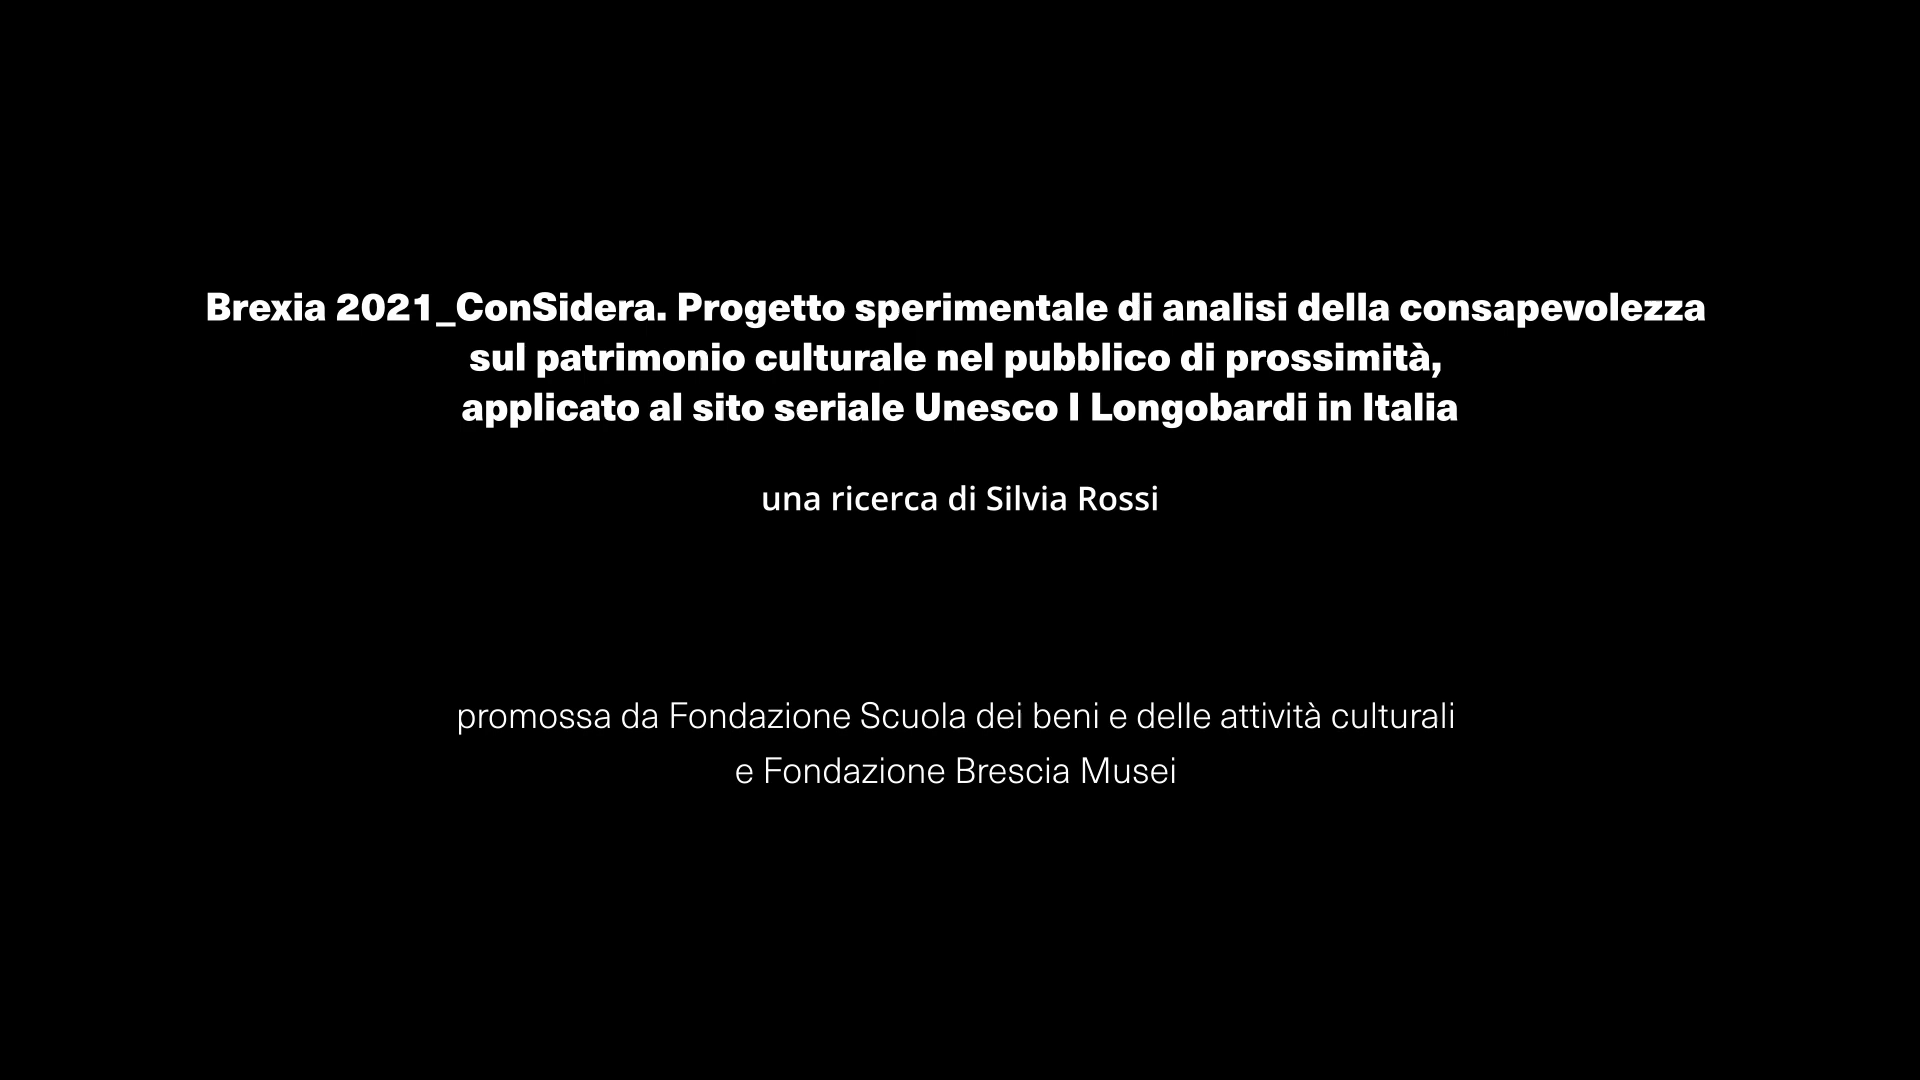 Brexia 2021_ConSidera. Progetto sperimentale di analisi della consapevolezza
sul patrimonio culturale nel pubblico di prossimità,
applicato al sito seriale Unesco I Longobardi in Italia
una ricerca di Silvia Rossi
promossa da Fondazione Scuola dei beni e delle attività culturali
e Fondazione Brescia Musei